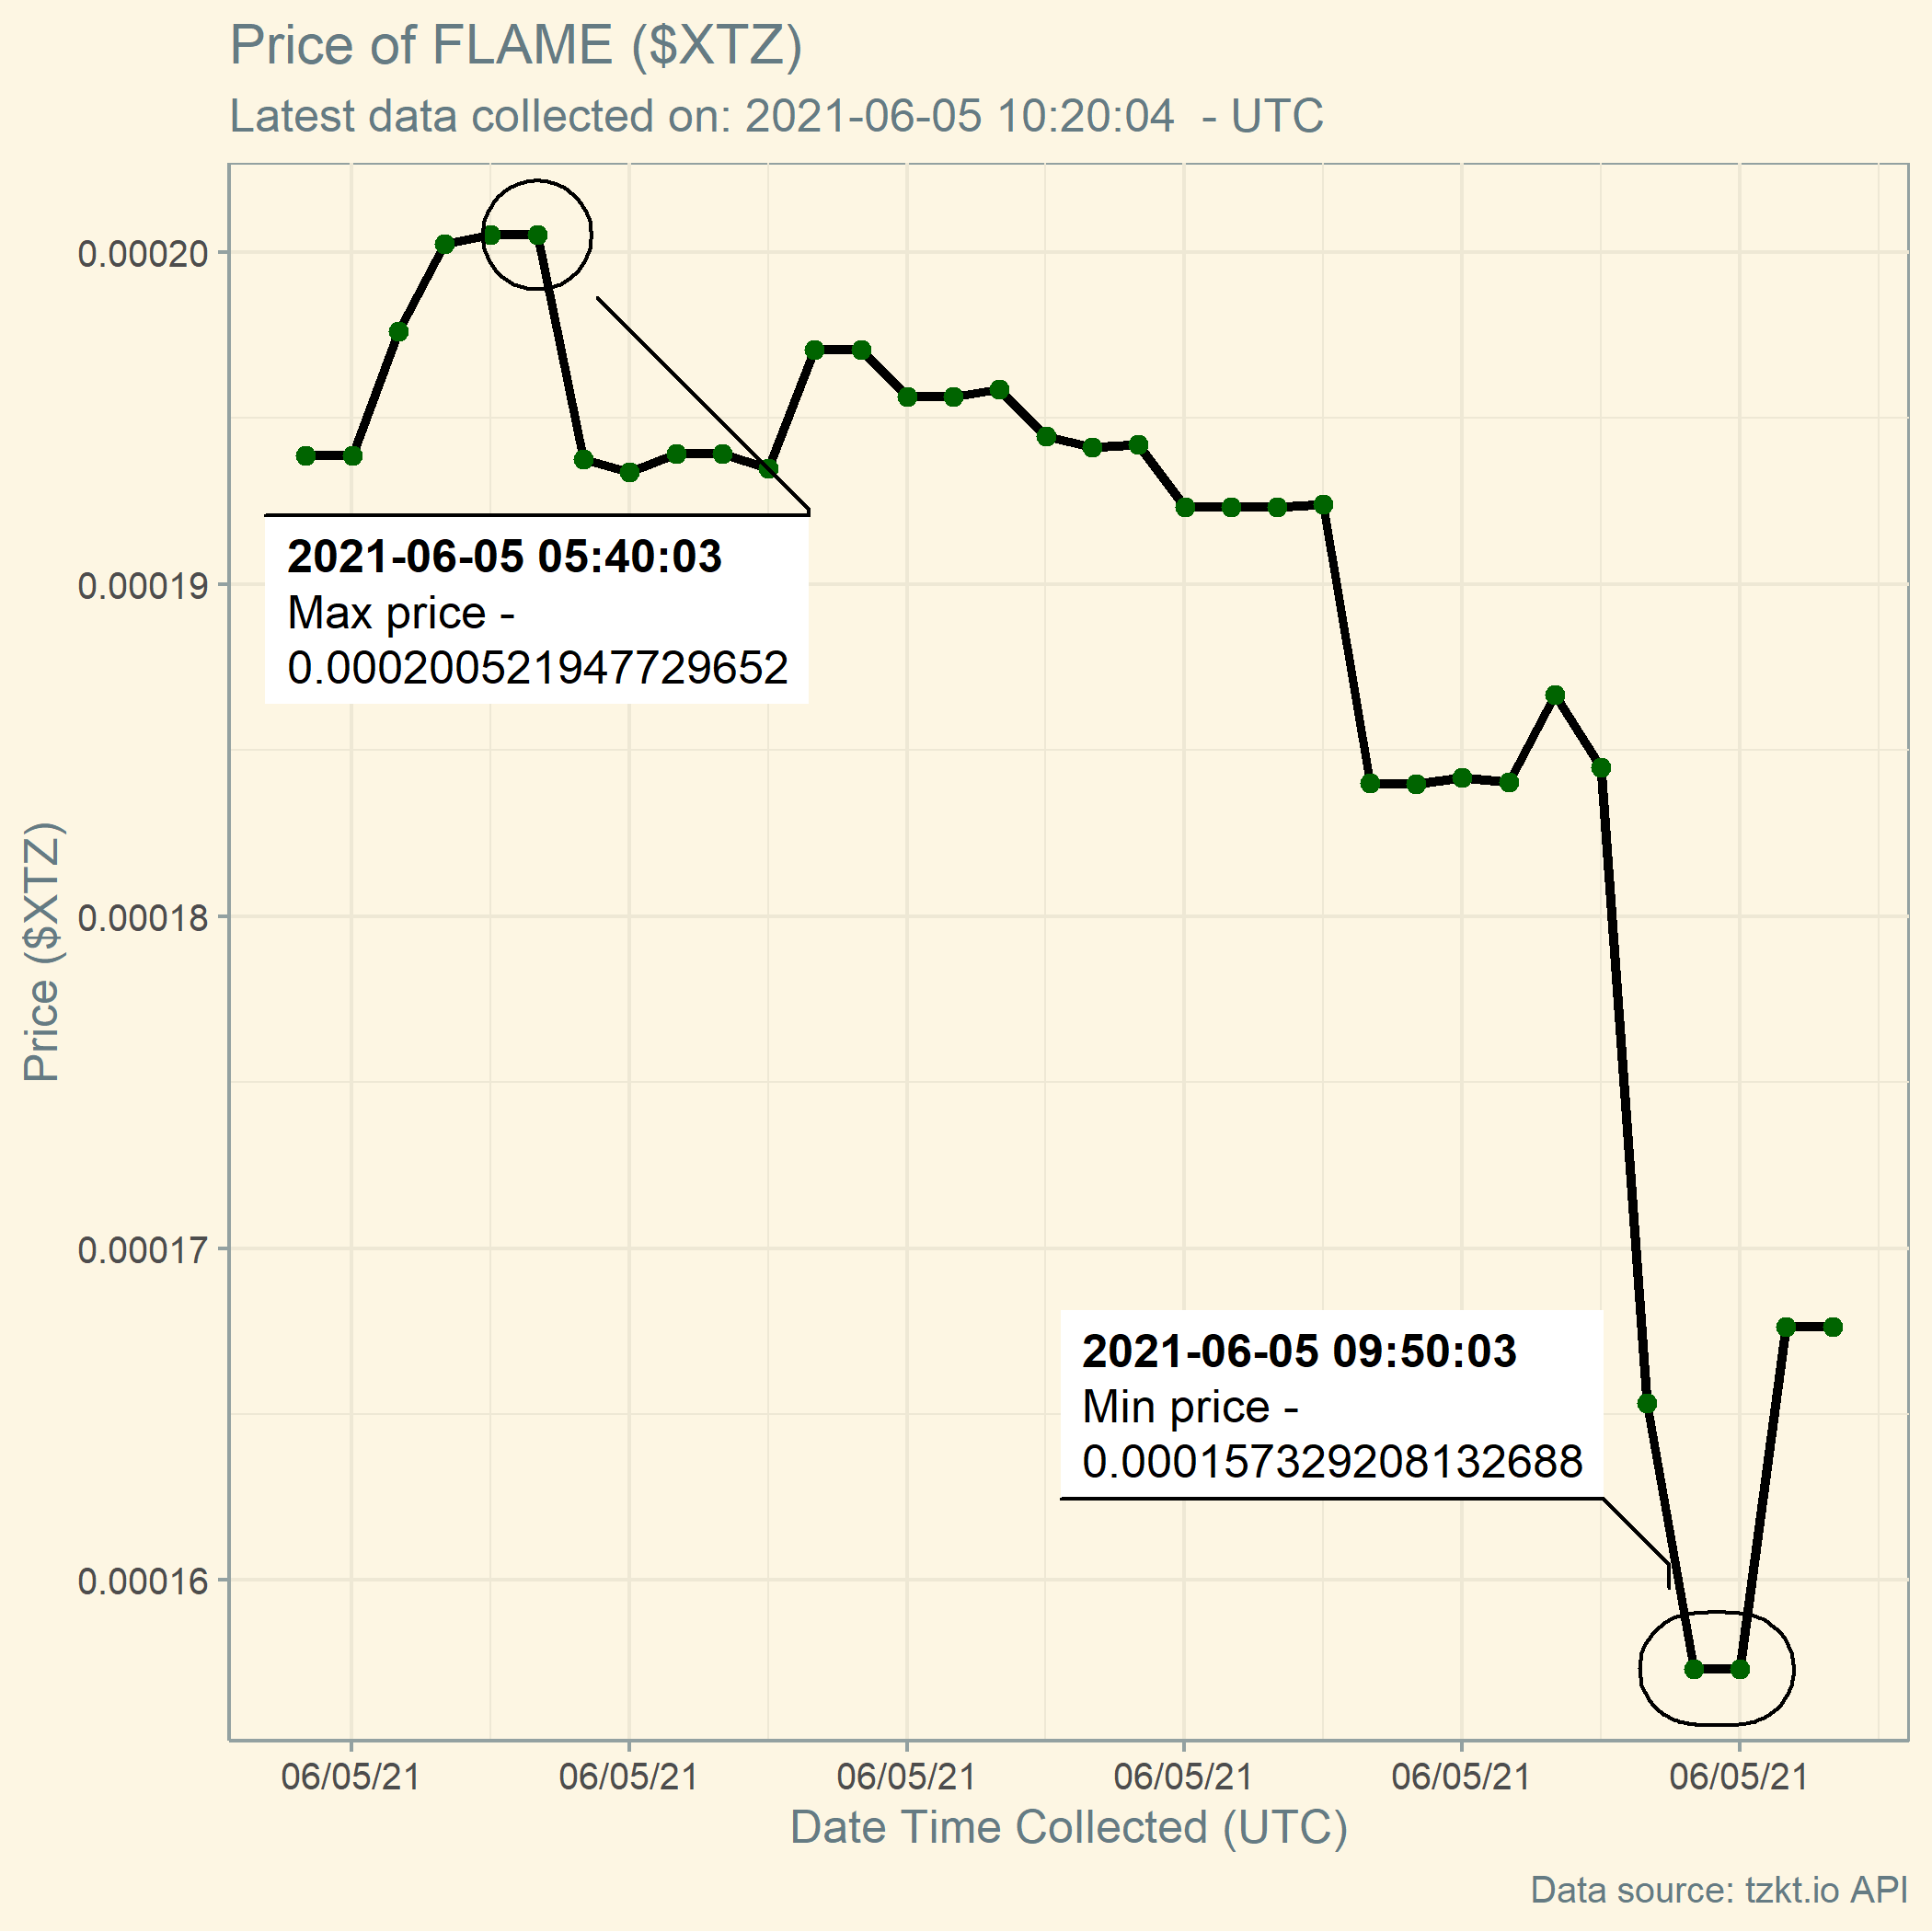 Price of FLAME ($XTZ)
Latest data collected on: 2021-06-05 10:20:04  - UTC
0.00020
0.00019
0.00018
0.00017
0.00016
Price ($XTZ)
2021-06-05 05:40:03
Max price -
0.000200521947729652
2021-06-05 09:50:03
Min price -
0.000157329208132688
06/05/21 06/05/21 06/05/21 06/05/21 06/05/21 06/05/21
Date Time Collected (UTC)
Data source: tzkt.io API